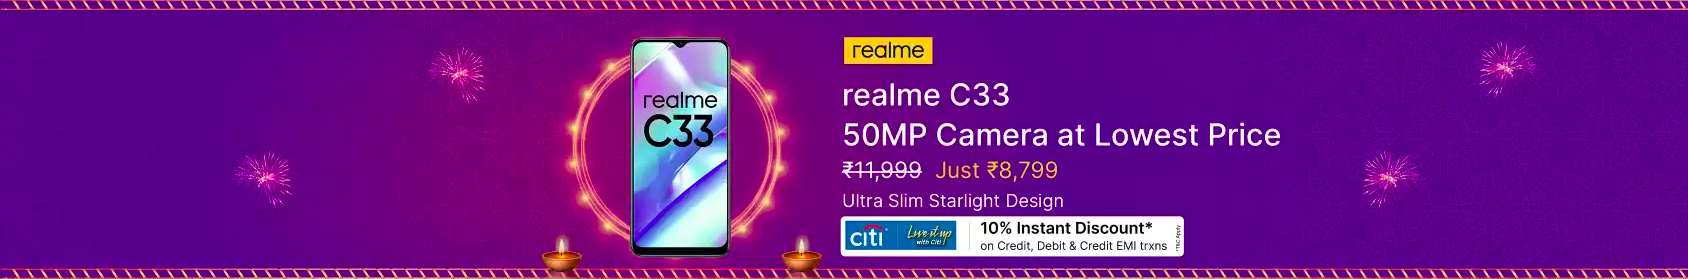 realme
C33
realme
realme C33
50MP Camera at Lowest Price
₹11,999 Just ₹8,799
Ultra Slim Starlight Design
citi Live it up with Citi
10% Instant Discount*
on Credit, Debit & Credit EMI trxns
*T&C Apply